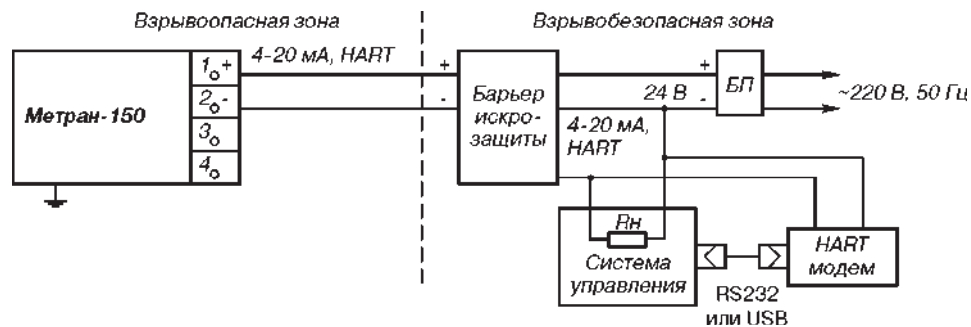 Взрывоопасная зона
Взрывобезопасная зона
4-20 мА, HART
Метран-150
1 +
2 -
3
4
+
-
Барьер
искро-
защиты
+
24 В -
БП
~220 В, 50 Гц
4-20 мА,
HART
Rн
Система
управления
HART
модем
RS232
или USB